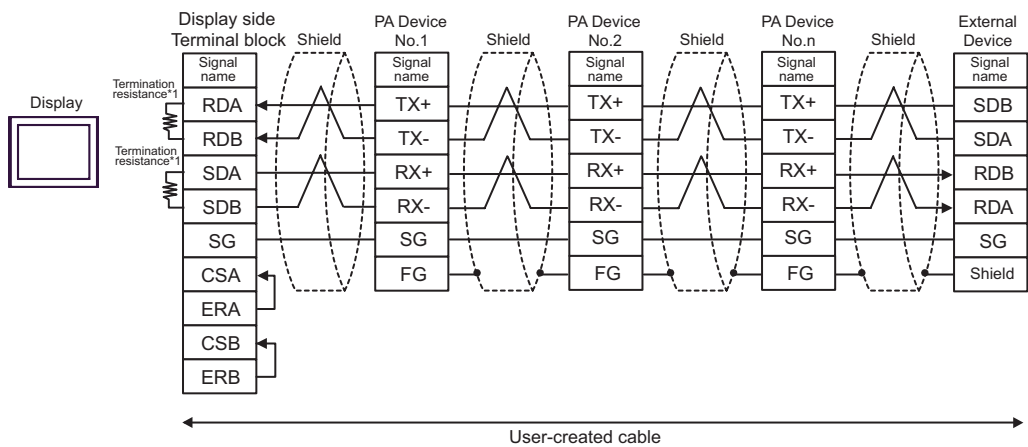 Display side
Terminal block
Shield
PA Device
No.1
Shield
PA Device
No.2
Shield
PA Device
No.n
Shield
External
Device
Display
Termination
resistance*1
Termination
resistance*1
Signal
name
Signal
name
Signal
name
Signal
name
Signal
name
RDA
TX+
TX+
TX+
SDB
RDB
TX-
TX-
TX-
SDA
SDA
RX+
RX+
RX+
RDB
SDB
RX-
RX-
RX-
RDA
SG
SG
SG
SG
SG
CSA
FG
FG
FG
Shield
ERA
CSB
ERB
User-created cable